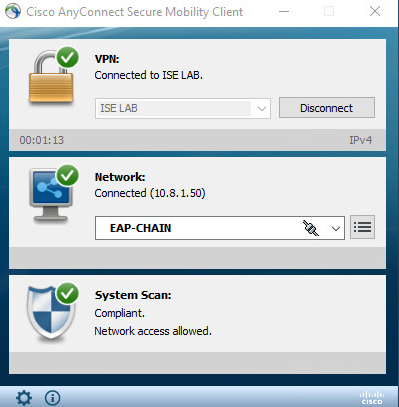 Cisco AnyConnect Secure Mobility Client
VPN:
Connected to ISE LAB.
ISE LAB
Disconnect
00:01:13
IPv4
Network:
Connected (10.8.1.50)
EAP-CHAIN
System Scan:
Compliant.
Network access allowed.
CISCO